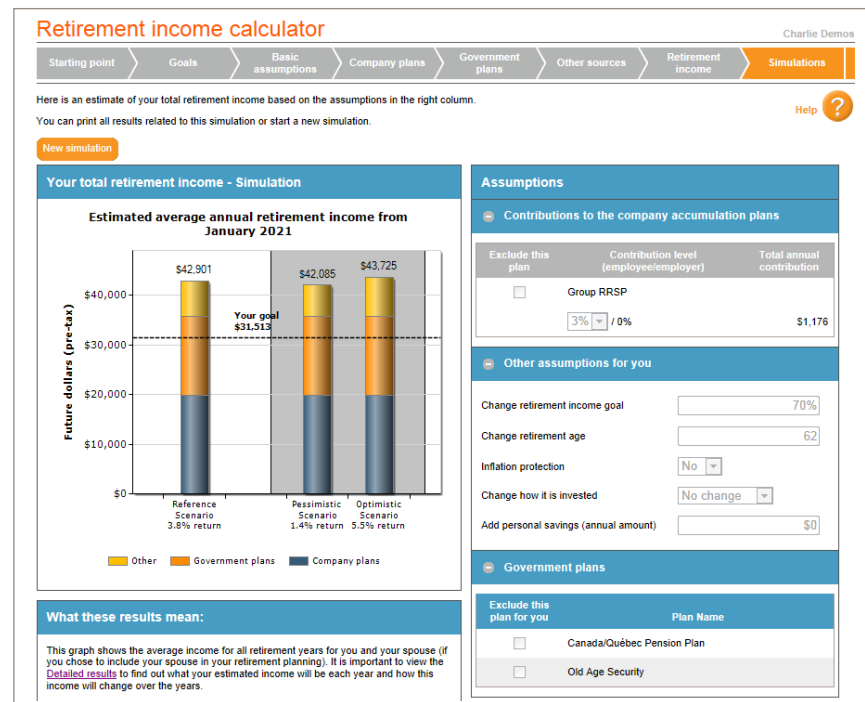 Retirement income calculator
Charlie Demos
Starting point
Goals
Basic
assumptions
Company plans
Government
plans
Other sources
Retirement
income
Simulations
Here is an estimate of your total retirement income based on the assumptions in the right column.
You can print all results related to this simulation or start a new simulation.
Help ?
New simulation
Your total retirement income - Simulation
Estimated average annual retirement income from
January 2021
Future dollars (pre-tax)
$40,000
$30,000
$20,000
$10,000
$0
$42,901
$42,085
$43,725
Your goal
$31,513
Reference
Scenario
3.8% return
Pessimistic
Scenario
1.4% return
Optimistic
Scenario
5.5% return
Other
Government plans
Company plans
What these results mean:
This graph shows the average income for all retirement years for you and your spouse (if
you chose to include your spouse in your retirement planning). It is important to view the
Detailed results to find out what your estimated income will be each year and how this
income will change over the years.
Assumptions
Contributions to the company accumulation plans
Exclude this
plan
Contribution level
(employee/employer)
Total annual
contribution
Group RRSP
3% / 0%
$1,176
Other assumptions for you
Change retirement income goal
70%
Change retirement age
62
Inflation protection
No
Change how it is invested
No change
Add personal savings (annual amount)
$0
Government plans
Exclude this
plan for you
Plan Name
Canada/Québec Pension Plan
Old Age Security